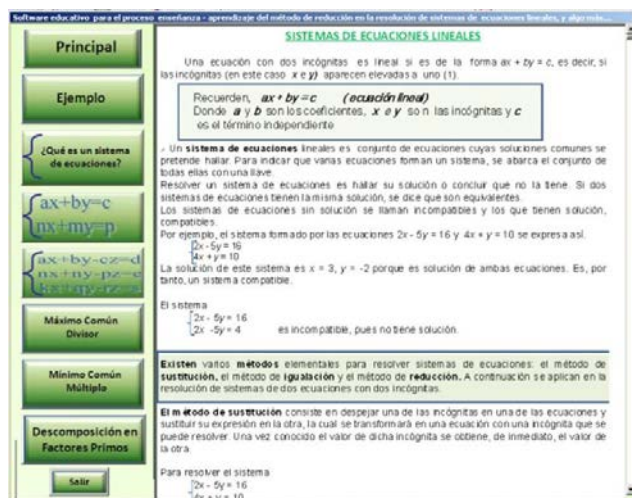 Software educativo para el proceso enseñanza - aprendizaje del método de reducción en la resolución de sistemas de ecuaciones lineales, y algo más...
Principal
Ejemplo
¿Qué es un sistema
de ecuaciones?
ax+by=c
nx+my=p
ax+by-cz=d
nx+ny-pz=e
Máximo Común
Divisor
Mínimo Común
Múltiplo
Descomposición en
Factores Primos
Salir
SISTEMAS DE ECUACIONES LINEALES
Una ecuación con dos incógnitas es lineal si es de la forma ax + by = c, es decir, si
las incógnitas (en este caso x e y) aparecen elevadas a uno (1).
Recuerden, ax + by = c (ecuación lineal)
Donde a y b son los coeficientes, x e y son las incógnitas y c
es el término independiente
- Un sistema de ecuaciones lineales es conjunto de ecuaciones cuyas soluciones comunes se
pretende hallar. Para indicar que varias ecuaciones forman un sistema, se abarca el conjunto de
todas ellas con una llave.
Resolver un sistema de ecuaciones es hallar su solución o concluir que no la tiene. Si dos
sistemas de ecuaciones tienen la misma solución, se dice que son equivalentes.
Los sistemas de ecuaciones sin solución se llaman incompatibles y los que tienen solución,
compatibles.
Por ejemplo, el sistema formado por las ecuaciones 2x - 5y = 16 y 4x + y = 10 se expresa así.
2x - 5y = 16
4x + y = 10
La solución de este sistema es x = 3, y = -2 porque es solución de ambas ecuaciones. Es, por
tanto, un sistema compatible.
El sistema
2x - 5y = 16
2x - 5y = 4 es incompatible, pues no tiene solución.
Existen varios métodos elementales para resolver sistemas de ecuaciones: el método de
sustitución, el método de igualación y el método de reducción. A continuación se aplican en la
resolución de sistemas de dos ecuaciones con dos incógnitas.
El método de sustitución consiste en despejar una de las incógnitas en una de las ecuaciones y
sustituir su expresión en la otra, la cual se transformará en una ecuación con una incógnita que se
puede resolver. Una vez conocido el valor de dicha incógnita se obtiene, de inmediato, el valor de
la otra.
Para resolver el sistema
2x - 5y = 16
4x + y = 10